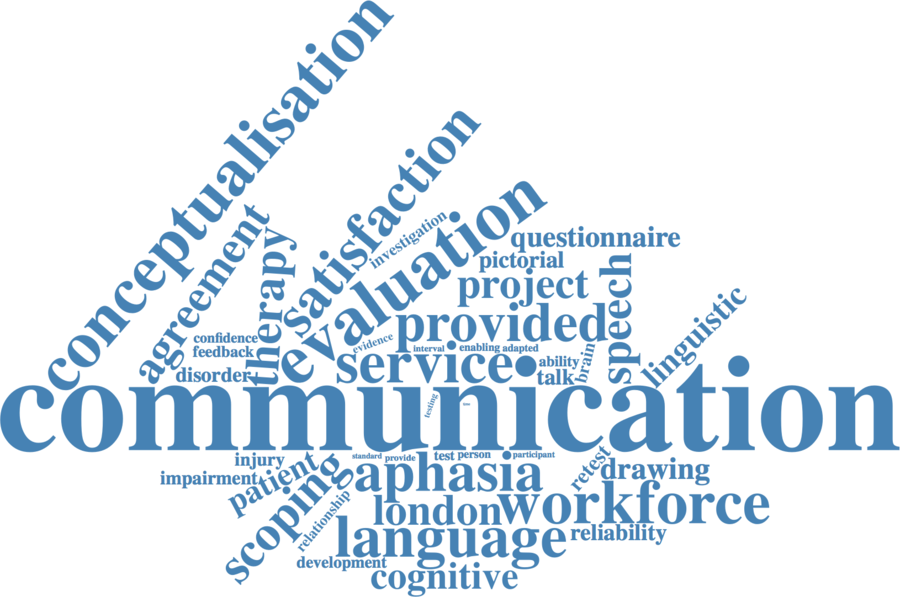 conceptualisation
satisfaction
evaluation
agreement
therapy
investigation
questionnaire
pictorial
project
speech
linguistic
provided
confidence
feedback
evidence
interval
enabling
adapted
service
ability
brain
disorder
talk
communication
testing
injury
standard
provide
test
person
participant
impairment
patient
scoping
aphasia
retest
drawing
relationship
london
workforce
language
reliability
development
cognitive